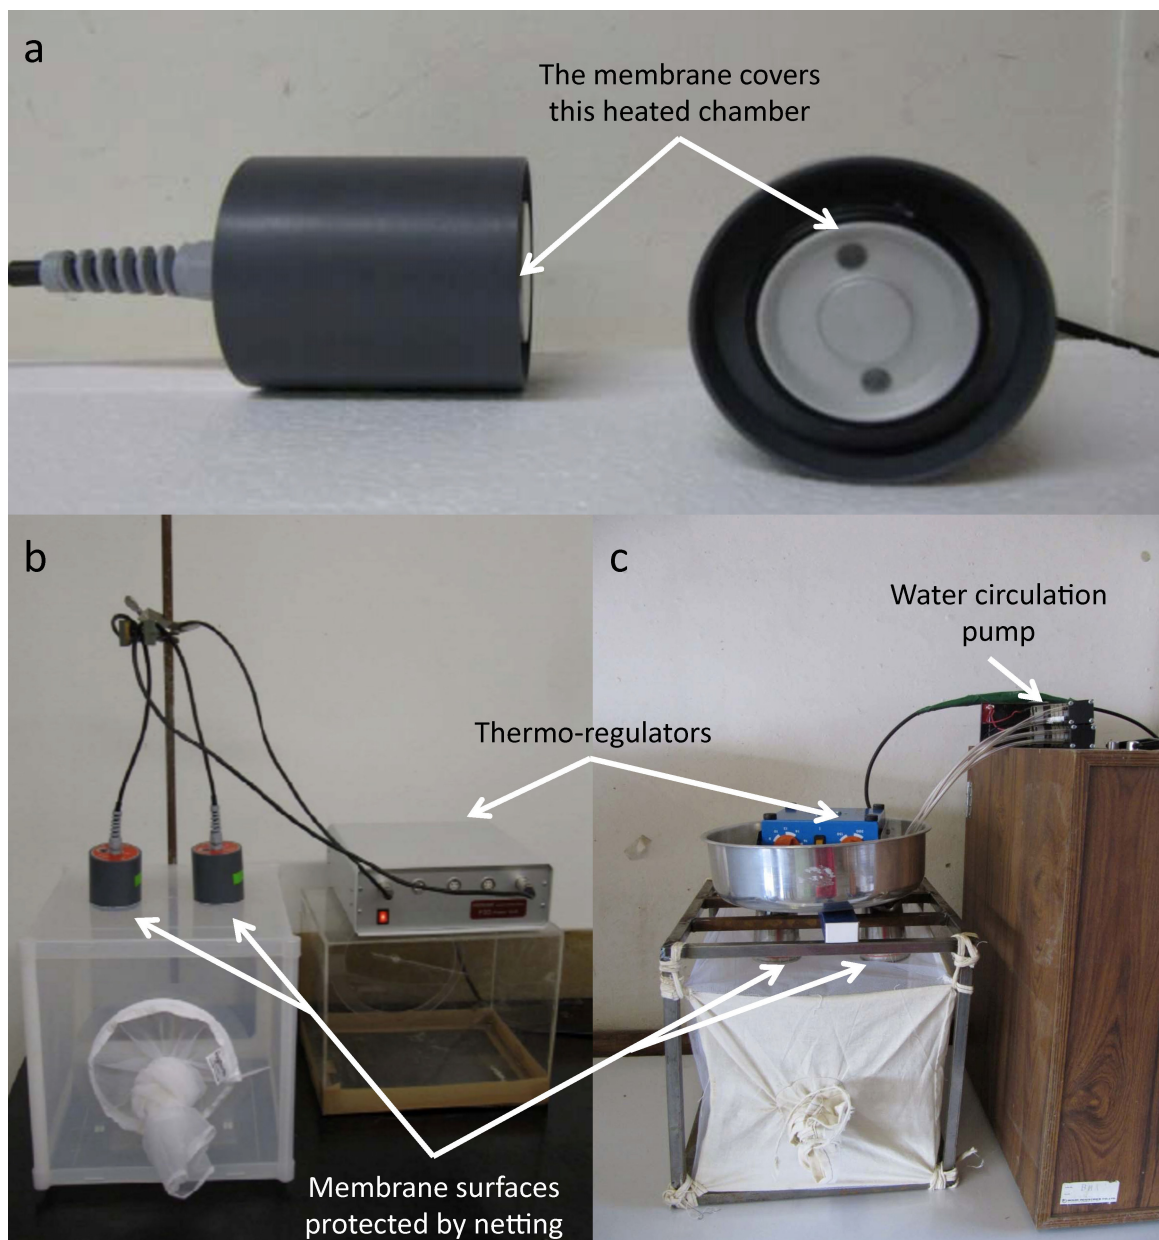 a
The membrane covers
this heated chamber
b
c
Water circulation
pump
Thermo-regulators
Membrane surfaces
protected by netting